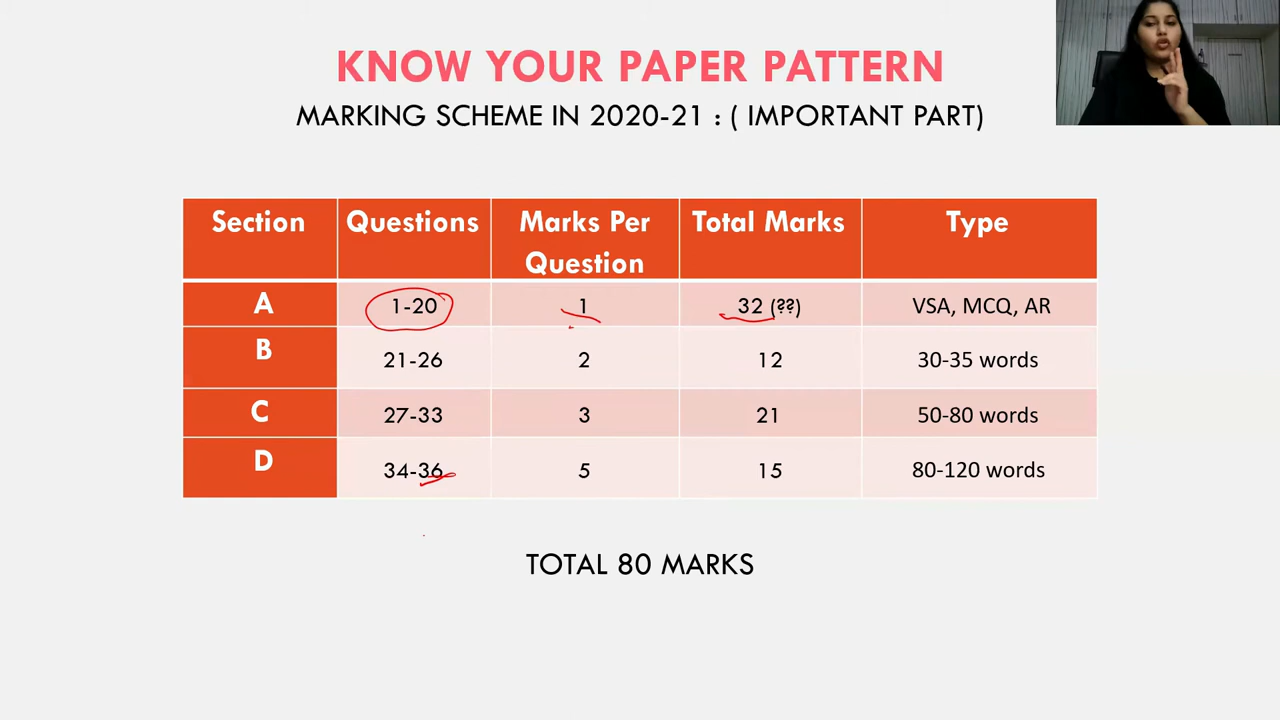 KNOW YOUR PAPER PATTERN
MARKING SCHEME IN 2020-21 : ( IMPORTANT PART)
Section Questions Marks Per Question Total Marks Type
A 1-20 1 32 (??) VSA, MCQ, AR
B 21-26 2 12 30-35 words
C 27-33 3 21 50-80 words
D 34-36 5 15 80-120 words
TOTAL 80 MARKS